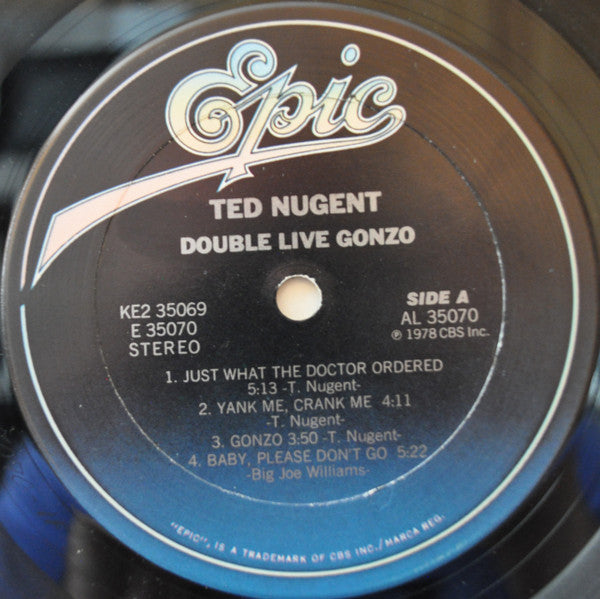 Epic
TED NUGENT
DOUBLE LIVE GONZO
KE2 35069
E 35070
STEREO
SIDE A
AL 35070
℗ 1978 CBS Inc.
1. JUST WHAT THE DOCTOR ORDERED
5:13 -T. Nugent-
2. YANK ME, CRANK ME 4:11
-T. Nugent-
3. GONZO 3:50 -T. Nugent-
4. BABY, PLEASE DON'T GO 5:22
-Big Joe Williams-
"EPIC", IS A TRADEMARK OF CBS INC./MARCA REG.